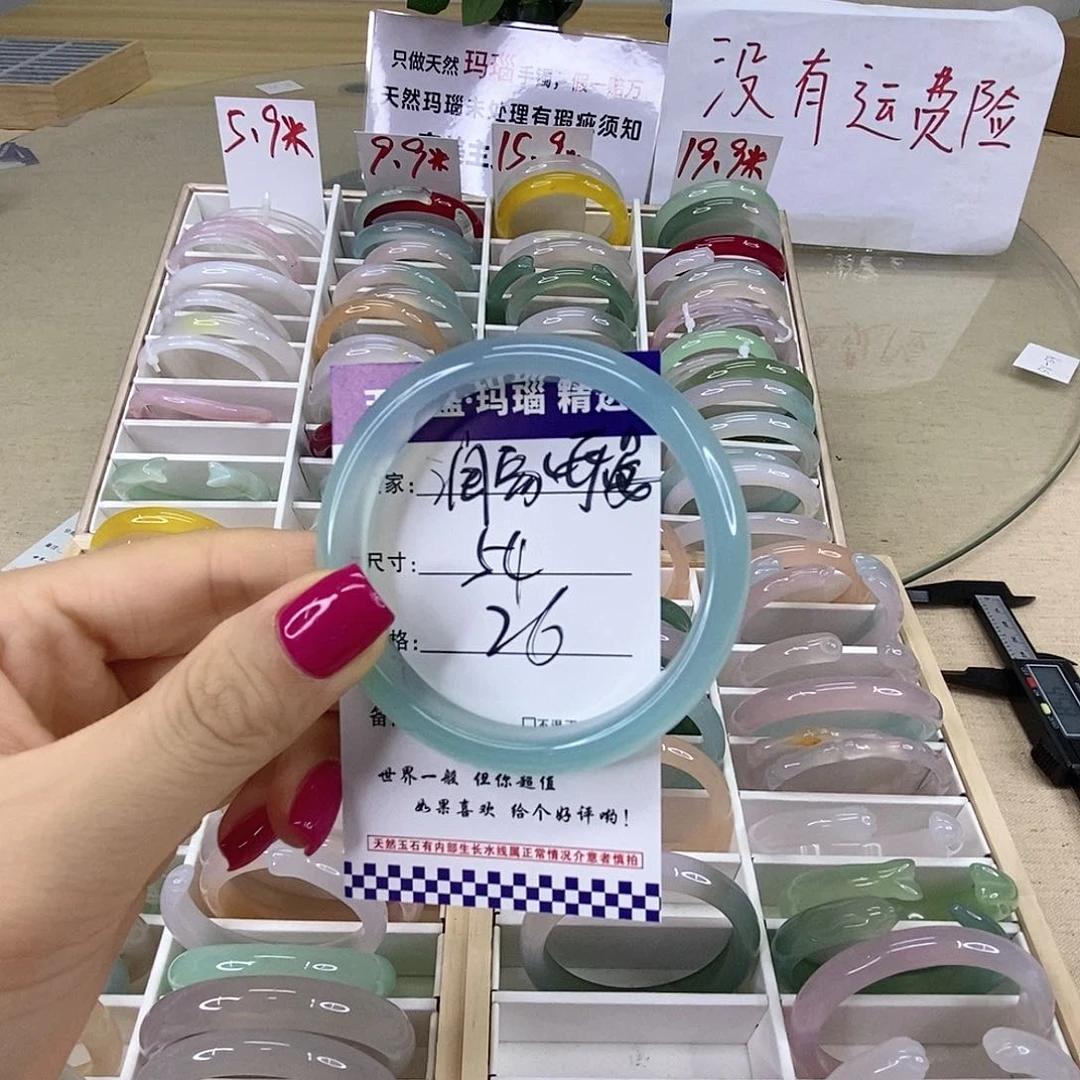 只做天然 玛瑙 手镯，假一赔万
天然玛瑙未处理有瑕疵须知
没有运费险
5.9米
9.9米
15.9
19.9米
玛瑙 精选
家:
尺寸: 54
格: 26
世界一般 但你超值
如果喜欢 给个好评哟!
天然玉石有内部生长水线属正常情况介意者慎拍